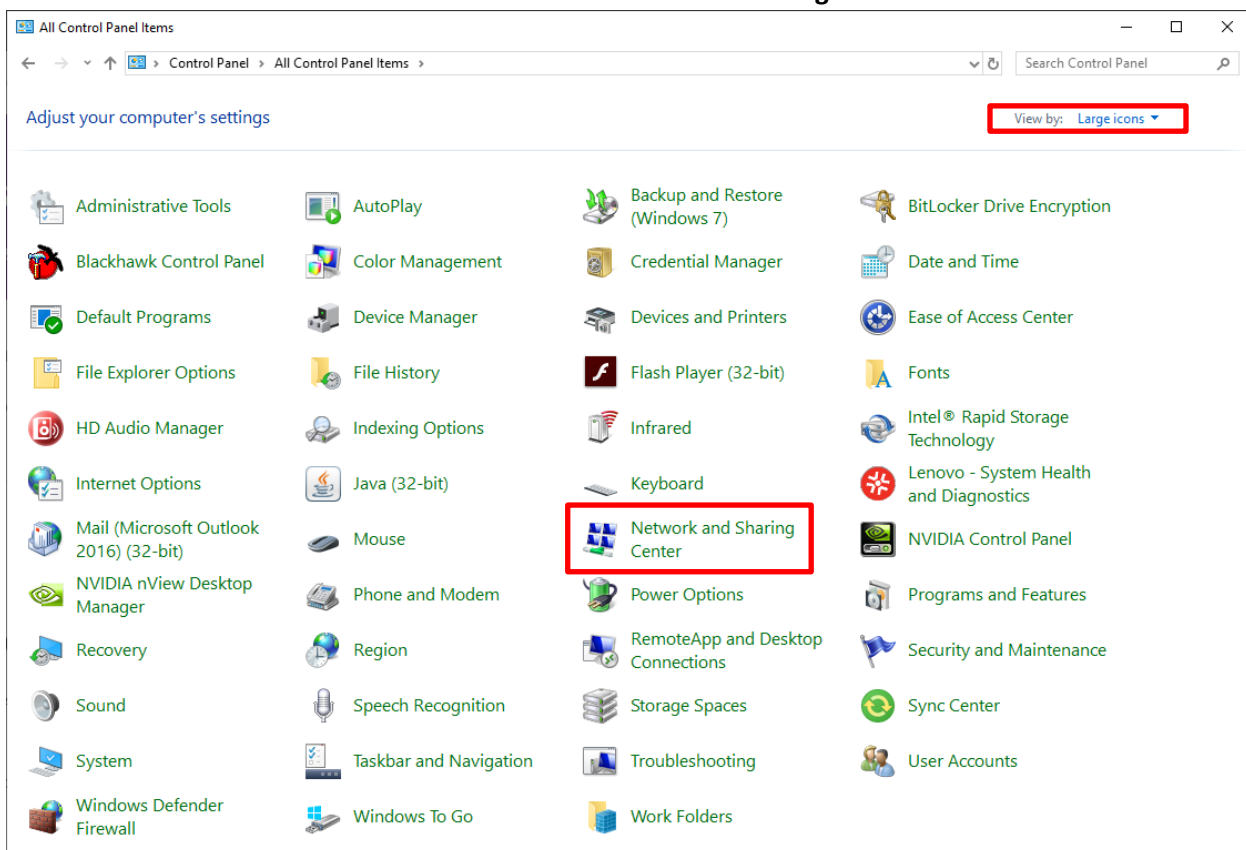 All Control Panel Items
Control Panel > All Control Panel Items >
Search Control Panel
Adjust your computer's settings
View by: Large icons
Administrative Tools
AutoPlay
Backup and Restore
(Windows 7)
BitLocker Drive Encryption
Blackhawk Control Panel
Color Management
Credential Manager
Date and Time
Default Programs
Device Manager
Devices and Printers
Ease of Access Center
File Explorer Options
File History
Flash Player (32-bit)
Fonts
HD Audio Manager
Indexing Options
Infrared
Intel® Rapid Storage
Technology
Internet Options
Java (32-bit)
Keyboard
Lenovo - System Health
and Diagnostics
Mail (Microsoft Outlook
2016) (32-bit)
Mouse
Network and Sharing
Center
NVIDIA Control Panel
NVIDIA nView Desktop
Manager
Phone and Modem
Power Options
Programs and Features
Recovery
Region
RemoteApp and Desktop
Connections
Security and Maintenance
Sound
Speech Recognition
Storage Spaces
Sync Center
System
Taskbar and Navigation
Troubleshooting
User Accounts
Windows Defender
Firewall
Windows To Go
Work Folders